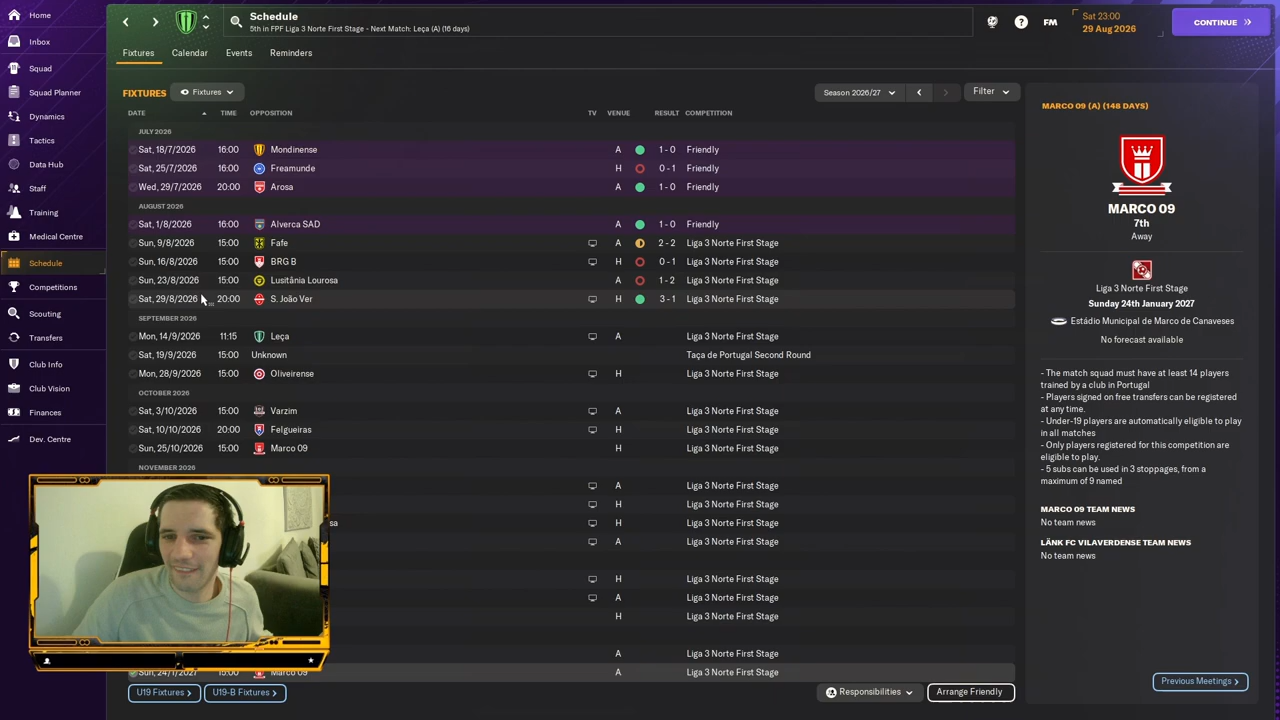 Home
Inbox
Squad
Squad Planner
Dynamics
Tactics
Data Hub
Staff
Training
Medical Centre
Schedule
Competitions
Scouting
Transfers
Club Info
Club Vision
Finances
Dev. Centre
Schedule
5th in FPF Liga 3 Norte First Stage - Next Match: Leça (A) (16 days)
FM
Sat 23:00
29 Aug 2026
CONTINUE
Fixtures Calendar Events Reminders
FIXTURES Fixtures Season 2026/27 Filter
DATE TIME OPPOSITION TV VENUE RESULT COMPETITION
JULY 2026
Sat, 18/7/2026 16:00 Mondinense A 1 - 0 Friendly
Sat, 25/7/2026 16:00 Freamunde H 0 - 1 Friendly
Wed, 29/7/2026 20:00 Arosa A 1 - 0 Friendly
AUGUST 2026
Sat, 1/8/2026 16:00 Alverca SAD A 1 - 0 Friendly
Sun, 9/8/2026 15:00 Fafe A 2 - 2 Liga 3 Norte First Stage
Sun, 16/8/2026 15:00 BRG B H 0 - 1 Liga 3 Norte First Stage
Sun, 23/8/2026 15:00 Lusitânia Lourosa A 1 - 2 Liga 3 Norte First Stage
Sat, 29/8/2026 20:00 S. João Ver H 3 - 1 Liga 3 Norte First Stage
SEPTEMBER 2026
Mon, 14/9/2026 11:15 Leça A Liga 3 Norte First Stage
Sat, 19/9/2026 15:00 Unknown Taça de Portugal Second Round
Mon, 28/9/2026 15:00 Oliveirense H Liga 3 Norte First Stage
OCTOBER 2026
Sat, 3/10/2026 15:00 Varzim A Liga 3 Norte First Stage
Sat, 10/10/2026 20:00 Felgueiras H Liga 3 Norte First Stage
Sun, 25/10/2026 15:00 Marco 09 H Liga 3 Norte First Stage
NOVEMBER 2026
A Liga 3 Norte First Stage
H Liga 3 Norte First Stage
sa H Liga 3 Norte First Stage
A Liga 3 Norte First Stage
H Liga 3 Norte First Stage
A Liga 3 Norte First Stage
H Liga 3 Norte First Stage
A Liga 3 Norte First Stage
Sun, 24/1/2027 15:00 Marco 09 A Liga 3 Norte First Stage
U19 Fixtures U19-B Fixtures Responsibilities Arrange Friendly
MARCO 09 (A) (148 DAYS)
MARCO 09
7th
Away
Liga 3 Norte First Stage
Sunday 24th January 2027
Estádio Municipal de Marco de Canaveses
No forecast available
- The match squad must have at least 14 players
trained by a club in Portugal
- Players signed on free transfers can be registered
at any time.
- Under-19 players are automatically eligible to play
in all matches
- Only players registered for this competition are
eligible to play.
- 5 subs can be used in 3 stoppages, from a
maximum of 9 named
MARCO 09 TEAM NEWS
No team news
LÄNK FC VILAVERDENSE TEAM NEWS
No team news
Previous Meetings